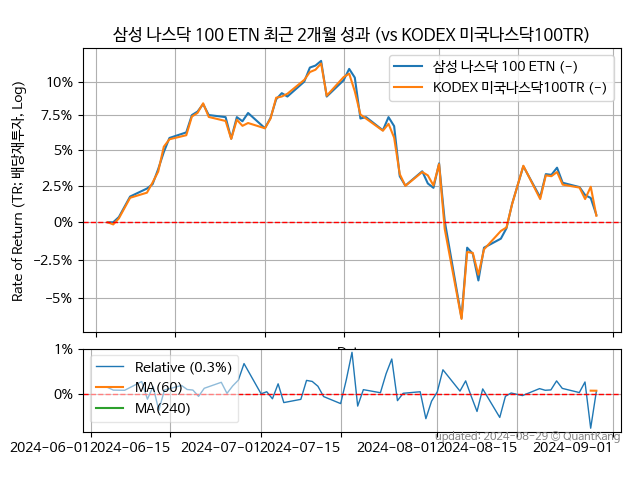 삼성 나스닥 100 ETN 최근 2개월 성과 (vs KODEX 미국나스닥100TR)
Rate of Return (TR: 배당재투자, Log)
10%
7.5%
5%
2.5%
0%
−2.5%
−5%
삼성 나스닥 100 ETN (-)
KODEX 미국나스닥100TR (-)
1%
0%
Relative (0.3%)
MA(60)
MA(240)
updated: 2024-08-29 © QuantKang
2024-06-01 2024-06-15 2024-07-01 2024-07-15 2024-08-01 2024-08-15 2024-09-01